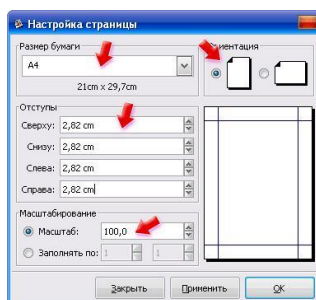 Настройка страницы
Размер бумаги
Ориентация
A4
21cm x 29,7cm
Отступы
Сверху: 2,82 cm
Снизу: 2,82 cm
Слева: 2,82 cm
Справа: 2,82 cm
Масштабирование
Масштаб: 100,0
Заполнять по: 1 1
Закрыть Применить OK